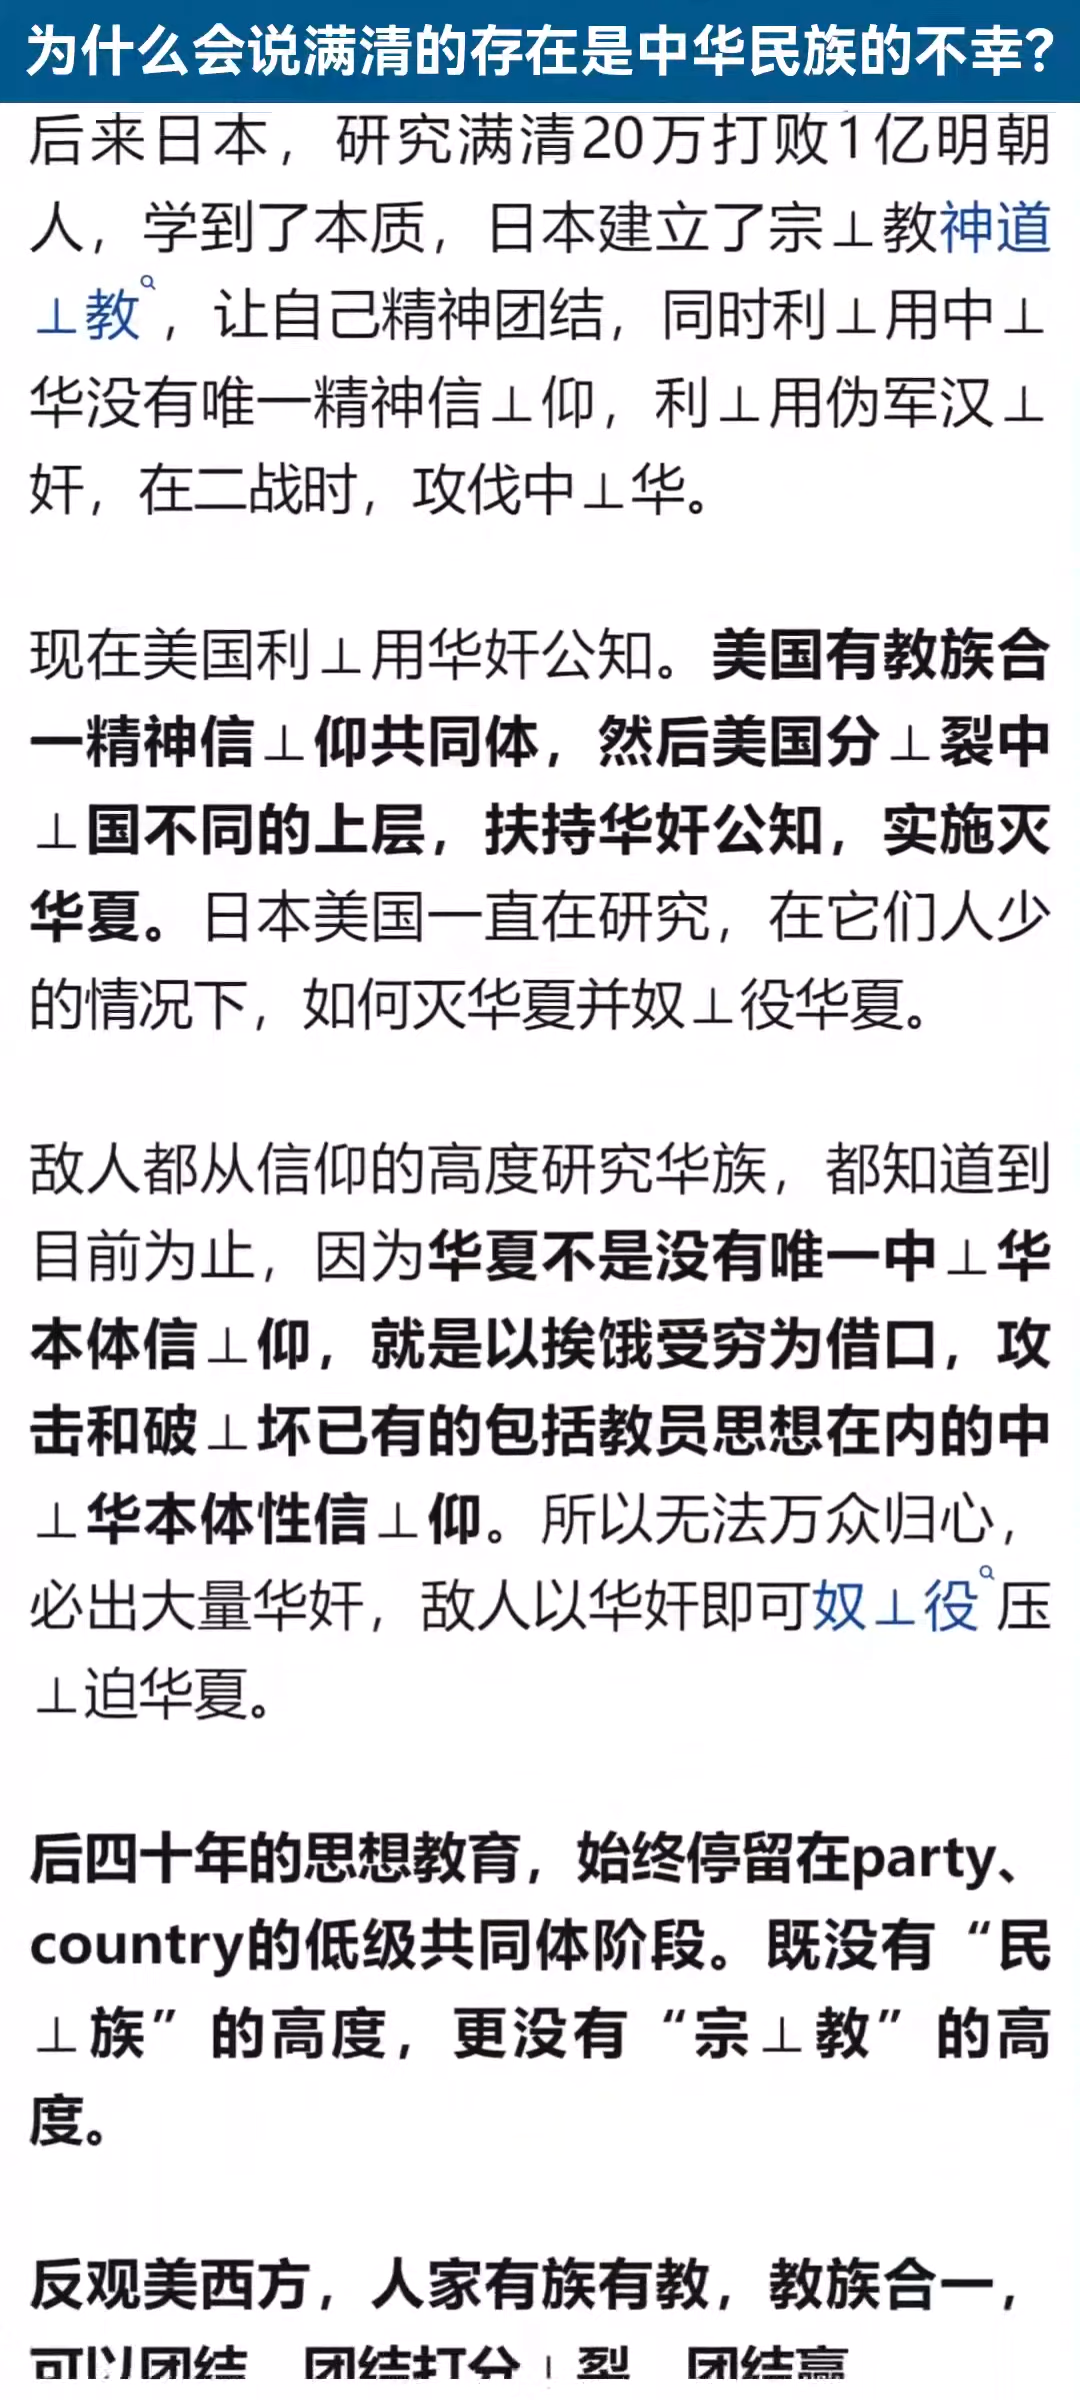 为什么会说满清的存在是中华民族的不幸？
后来日本，研究满清20万打败1亿明朝
人，学到了本质，日本建立了宗⊥教神道
⊥教，让自己精神团结，同时利⊥用中⊥
华没有唯一精神信⊥仰，利⊥用伪军汉⊥
奸，在二战时，攻伐中⊥华。
现在美国利⊥用华奸公知。美国有教族合
一精神信⊥仰共同体，然后美国分⊥裂中
⊥国不同的上层，扶持华奸公知，实施灭
华夏。日本美国一直在研究，在它们人少
的情况下，如何灭华夏并奴⊥役华夏。
敌人都从信仰的高度研究华族，都知道到
目前为止，因为华夏不是没有唯一中⊥华
本体信⊥仰，就是以挨饿受穷为借口，攻
击和破⊥坏已有的包括教员思想在内的中
⊥华本体性信⊥仰。所以无法万众归心，
必出大量华奸，敌人以华奸即可奴⊥役压
⊥迫华夏。
后四十年的思想教育，始终停留在party、
country的低级共同体阶段。既没有“民
⊥族”的高度，更没有“宗⊥教”的高
度。
反观美西方，人家有族有教，教族合一，
可以团结，团结打分⊥裂，团结赢